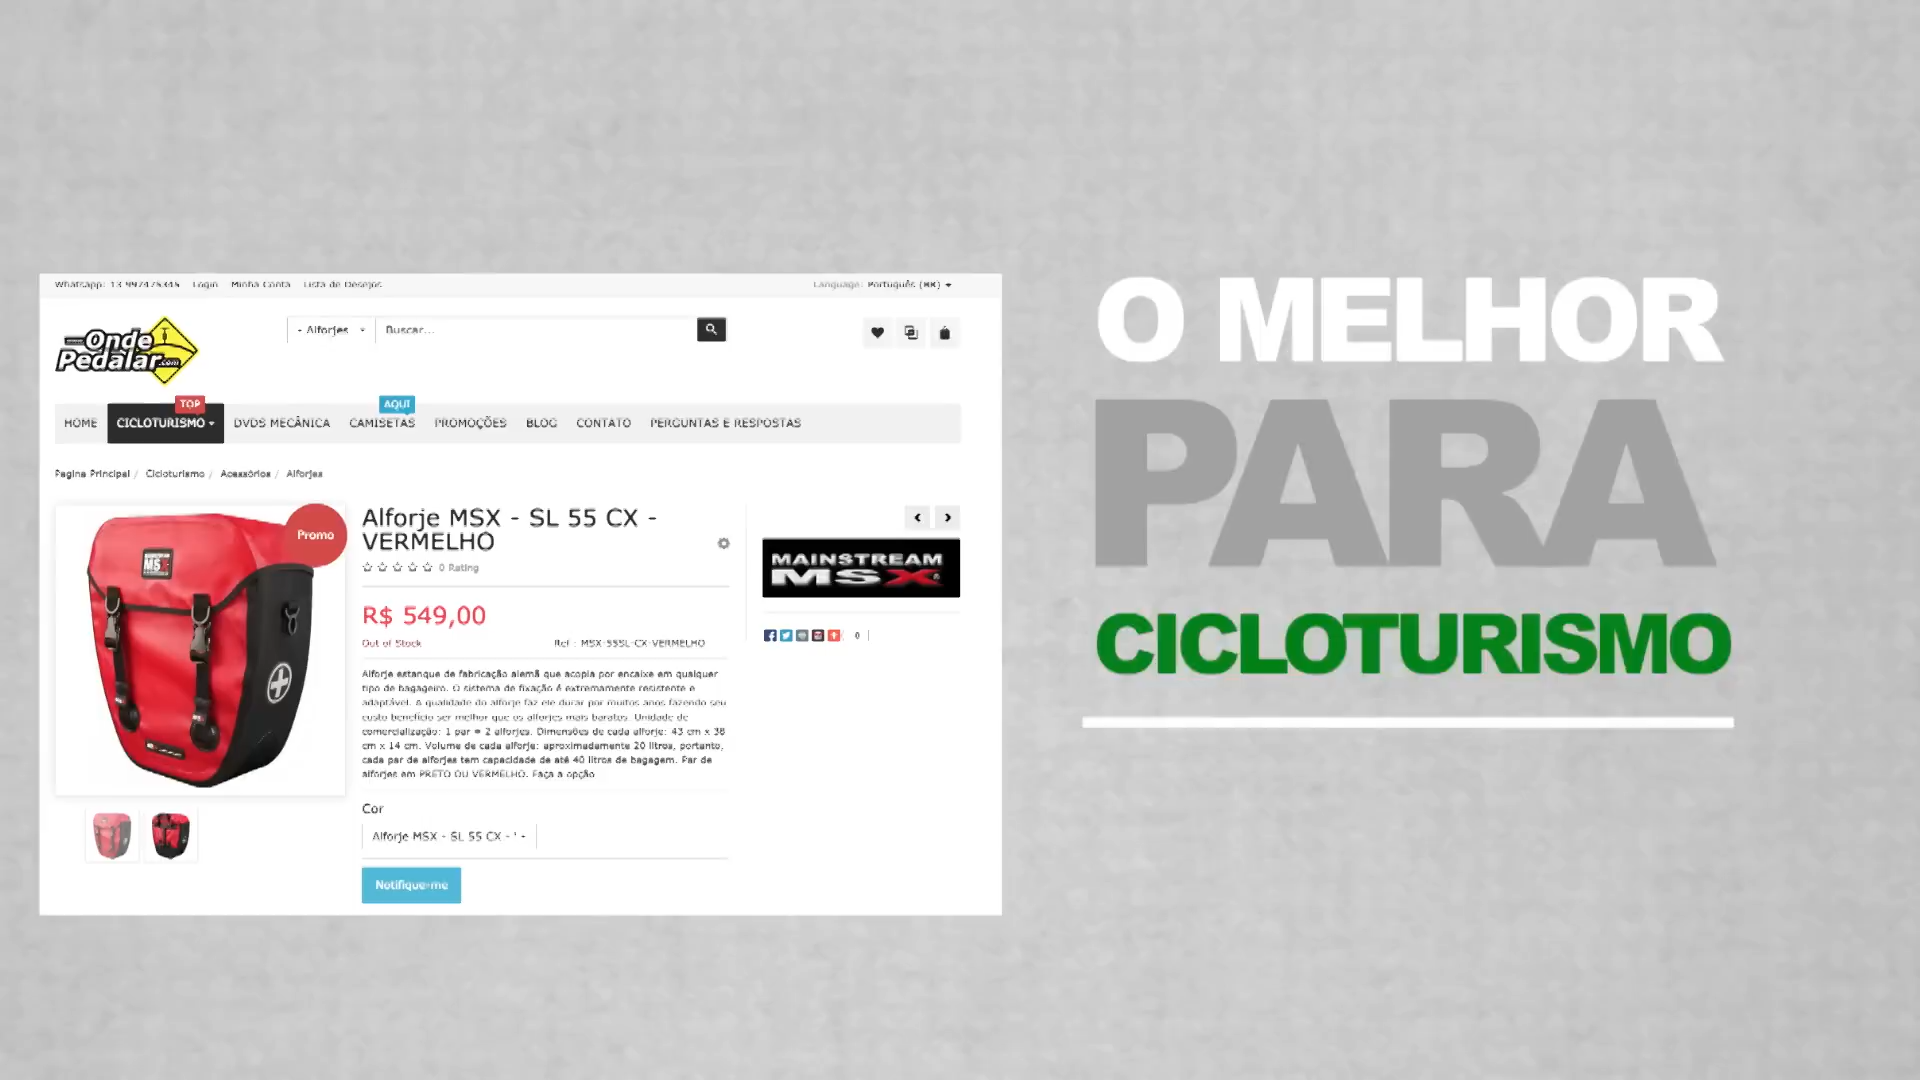 Whatsapp: 13 997475345 Login Minha Conta Lista de Desejos
Language: Português (BR)
Onde
Pedalar.com
- Alforjes
Buscar...
TOP
AQUI
HOME CICLOTURISMO DVDS MECÂNICA CAMISETAS PROMOÇÕES BLOG CONTATO PERGUNTAS E RESPOSTAS
Pagina Principal / Cicloturismo / Acessórios / Alforjes
Promo
MSX
Alforje MSX - SL 55 CX -
VERMELHO
0 Rating
R$ 549,00
Out of Stock
Ref : MSX-55SL-CX-VERMELHO
Alforje estanque de fabricação alemã que acopla por encaixe em qualquer
tipo de bagageiro. O sistema de fixação é extremamente resistente e
adaptável. A qualidade do alforje faz ele durar por muitos anos fazendo seu
custo benefício ser melhor que os alforjes mais baratos. Unidade de
comercialização: 1 par = 2 alforjes. Dimensões de cada alforje: 43 cm x 38
cm x 14 cm. Volume de cada alforje: aproximadamente 20 litros, portanto,
cada par de alforjes tem capacidade de até 40 litros de bagagem. Par de
alforjes em PRETO OU VERMELHO. Faça a opção
Cor
Alforje MSX - SL 55 CX - '
Notifique-me
MAINSTREAM
MSX
0
O MELHOR
PARA
CICLOTURISMO